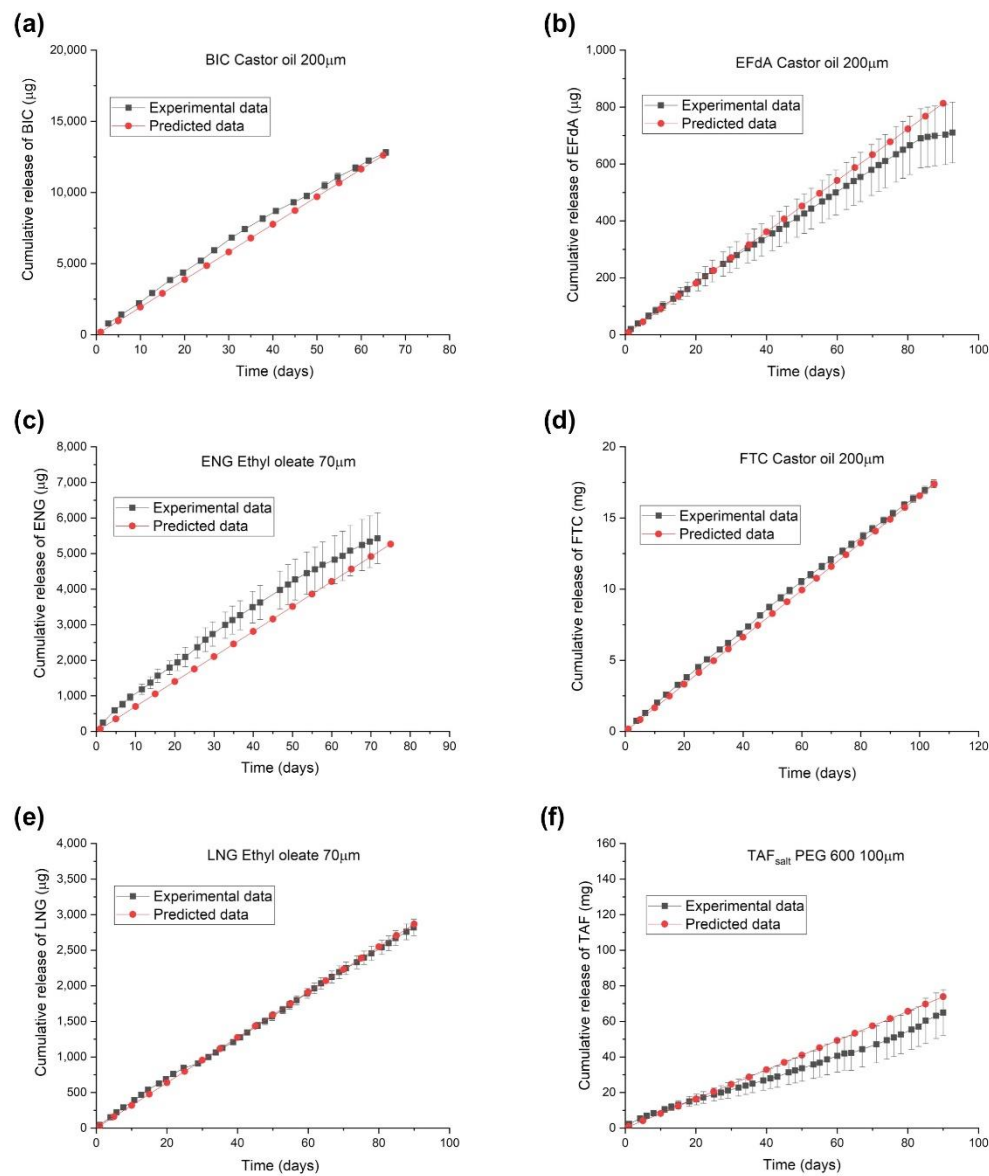 (a)
BIC Castor oil 200μm
Experimental data
Predicted data
Cumulative release of BIC (μg)
20,000
15,000
10,000
5,000
0
0 10 20 30 40 50 60 70 80
Time (days)
(b)
EFdA Castor oil 200μm
Experimental data
Predicted data
Cumulative release of EFdA (μg)
1,000
800
600
400
200
0
0 20 40 60 80 100
Time (days)
(c)
ENG Ethyl oleate 70μm
Experimental data
Predicted data
Cumulative release of ENG (μg)
8,000
7,000
6,000
5,000
4,000
3,000
2,000
1,000
0
0 10 20 30 40 50 60 70 80 90
Time (days)
(d)
FTC Castor oil 200μm
Experimental data
Predicted data
Cumulative release of FTC (mg)
20
15
10
5
0
0 20 40 60 80 100 120
Time (days)
(e)
LNG Ethyl oleate 70μm
Experimental data
Predicted data
Cumulative release of LNG (μg)
4,000
3,500
3,000
2,500
2,000
1,500
1,000
500
0
0 20 40 60 80 100
Time (days)
(f)
TAFsalt PEG 600 100μm
Experimental data
Predicted data
Cumulative release of TAF (mg)
160
140
120
100
80
60
40
20
0
0 10 20 30 40 50 60 70 80 90 100
Time (days)